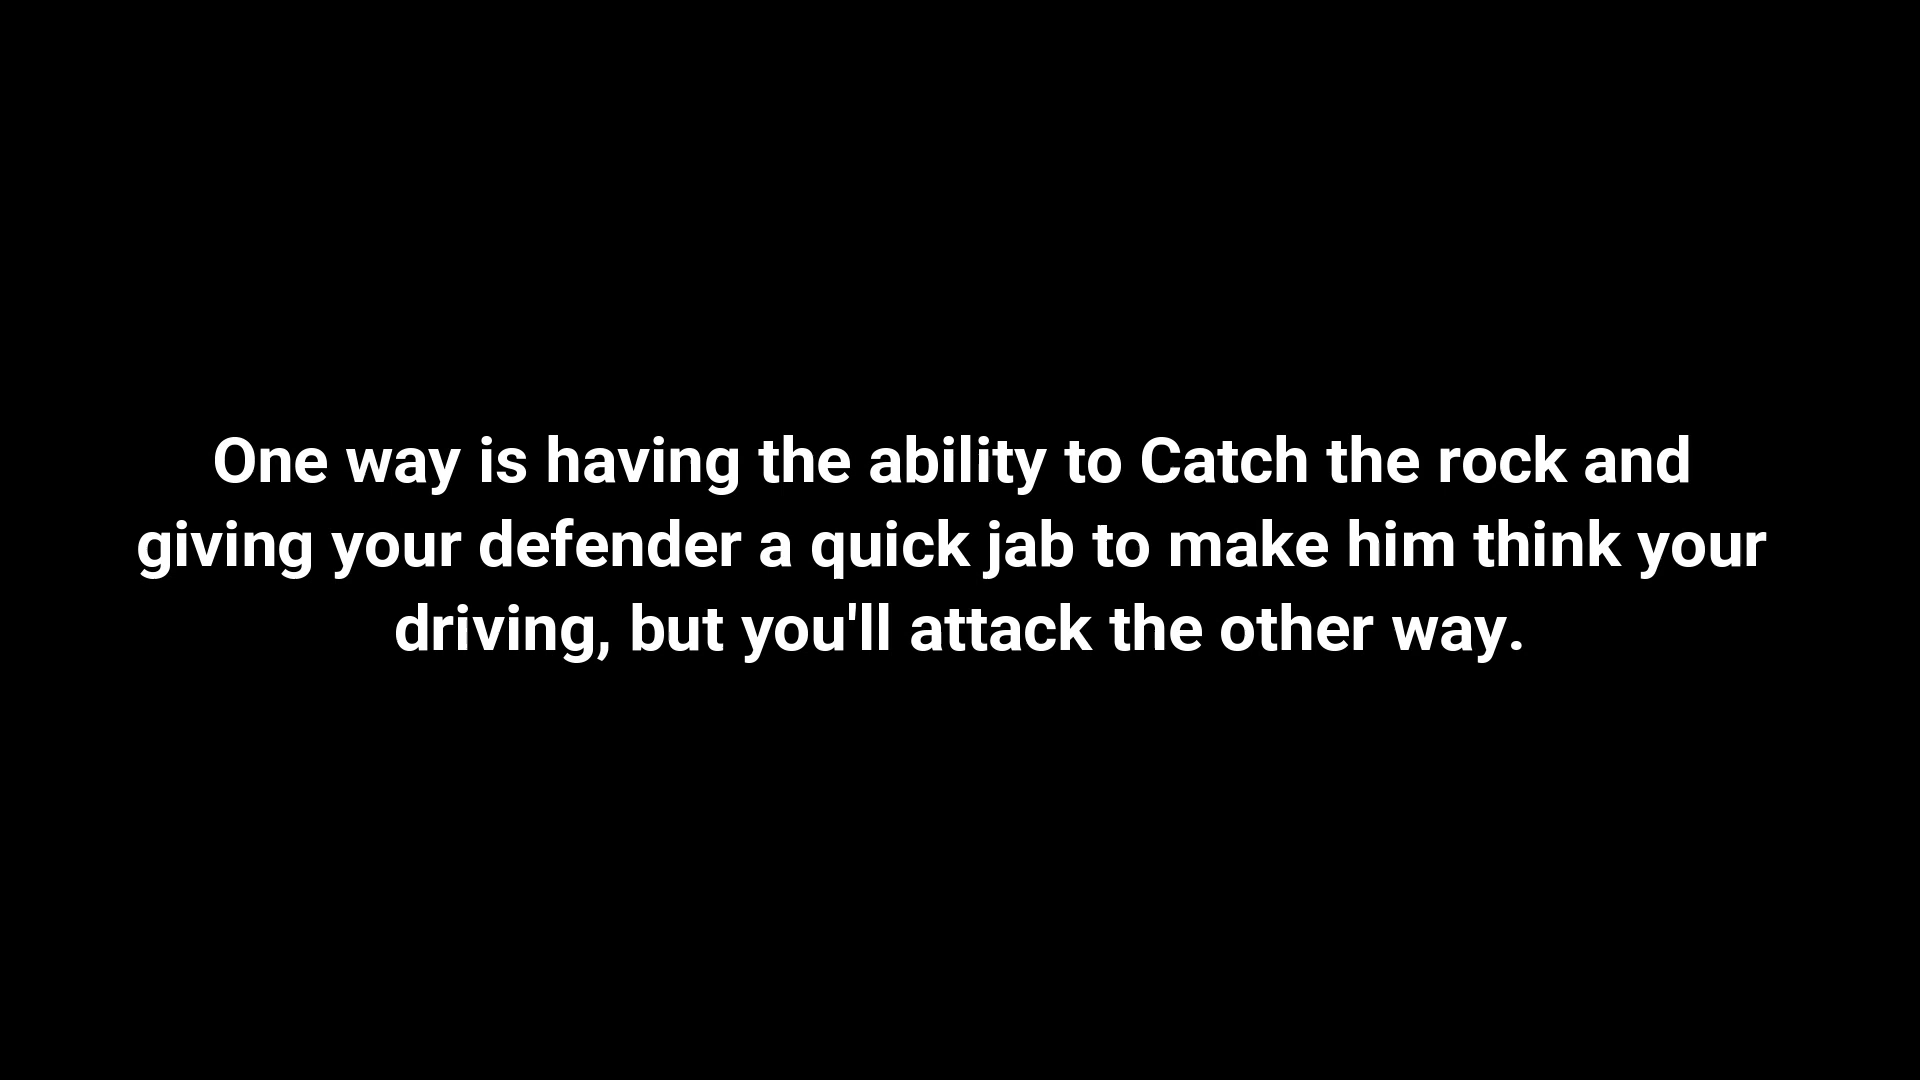 One way is having the ability to Catch the rock and
giving your defender a quick jab to make him think your
driving, but you'll attack the other way.